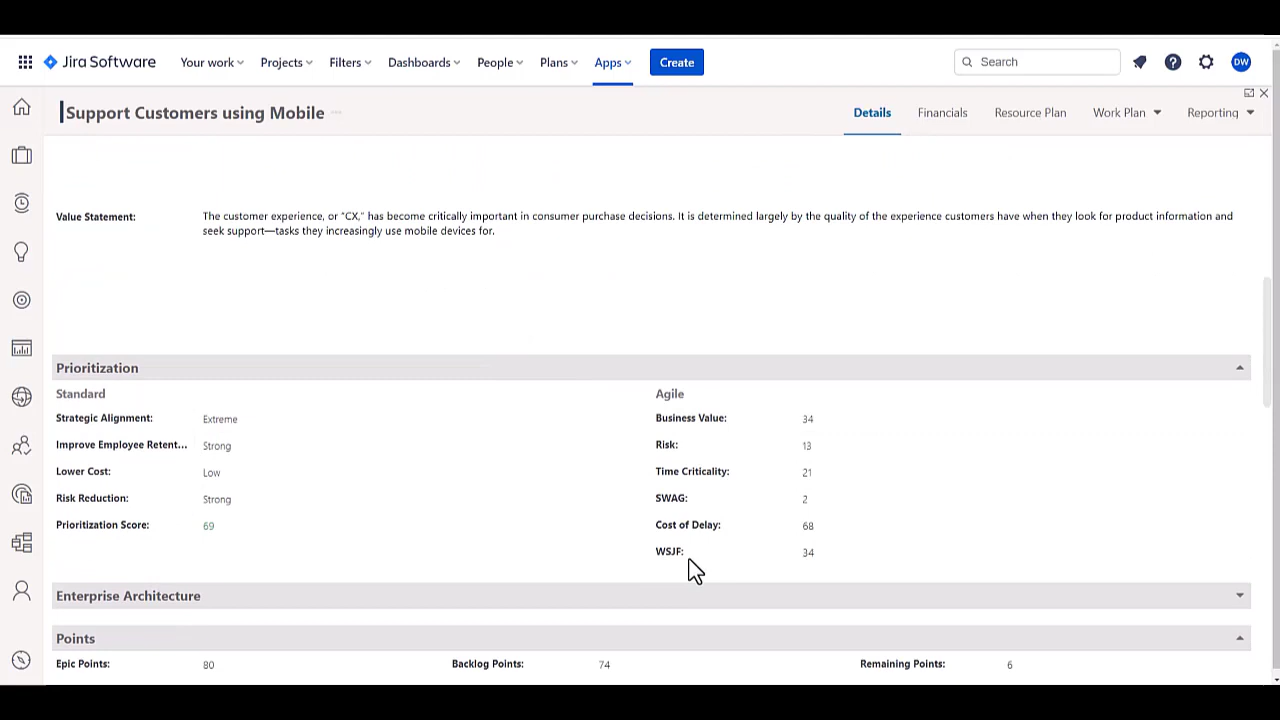 Jira Software Your work Projects Filters Dashboards People Plans Apps Create Search DW
Support Customers using Mobile ... Details Financials Resource Plan Work Plan Reporting
Value Statement: The customer experience, or “CX,” has become critically important in consumer purchase decisions. It is determined largely by the quality of the experience customers have when they look for product information and
seek support—tasks they increasingly use mobile devices for.
Prioritization
Standard Agile
Strategic Alignment: Extreme Business Value: 34
Improve Employee Retent... Strong Risk: 13
Lower Cost: Low Time Criticality: 21
Risk Reduction: Strong SWAG: 2
Prioritization Score: 69 Cost of Delay: 68
WSJF: 34
Enterprise Architecture
Points
Epic Points: 80 Backlog Points: 74 Remaining Points: 6